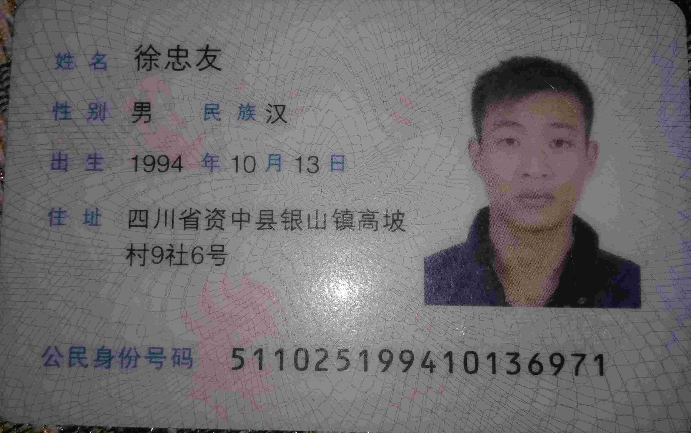 姓名 徐忠友
性别 男 民族 汉
出生 1994 年 10 月 13 日
住址 四川省资中县银山镇高坡
村9社6号
公民身份号码 511025199410136971